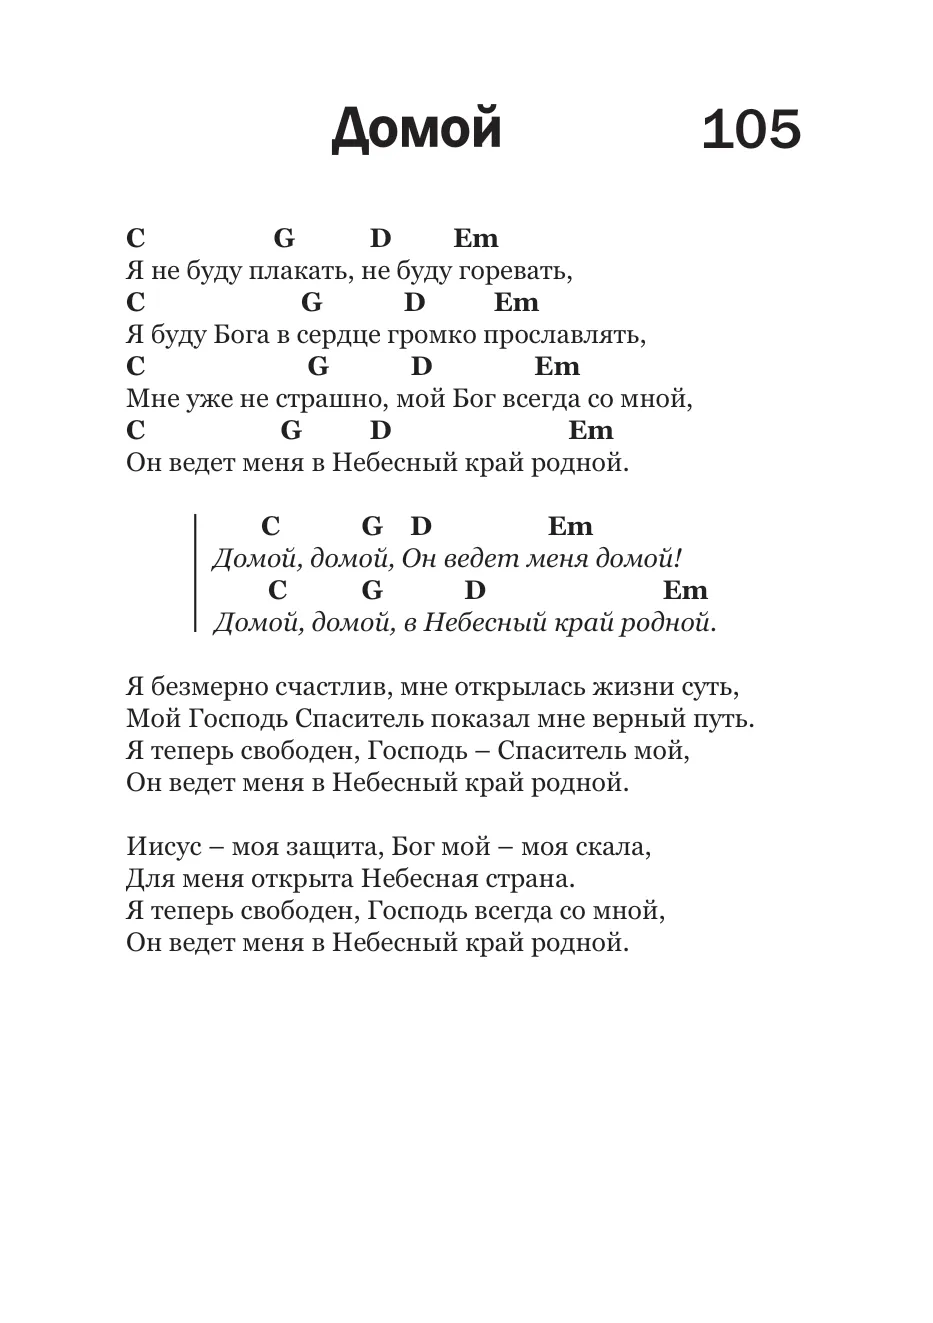 Домой 105
C G D Em
Я не буду плакать, не буду горевать,
C G D Em
Я буду Бога в сердце громко прославлять,
C G D Em
Мне уже не страшно, мой Бог всегда со мной,
C G D Em
Он ведет меня в Небесный край родной.
C G D Em
Домой, домой, Он ведет меня домой!
C G D Em
Домой, домой, в Небесный край родной.
Я безмерно счастлив, мне открылась жизни суть,
Мой Господь Спаситель показал мне верный путь.
Я теперь свободен, Господь – Спаситель мой,
Он ведет меня в Небесный край родной.
Иисус – моя защита, Бог мой – моя скала,
Для меня открыта Небесная страна.
Я теперь свободен, Господь всегда со мной,
Он ведет меня в Небесный край родной.